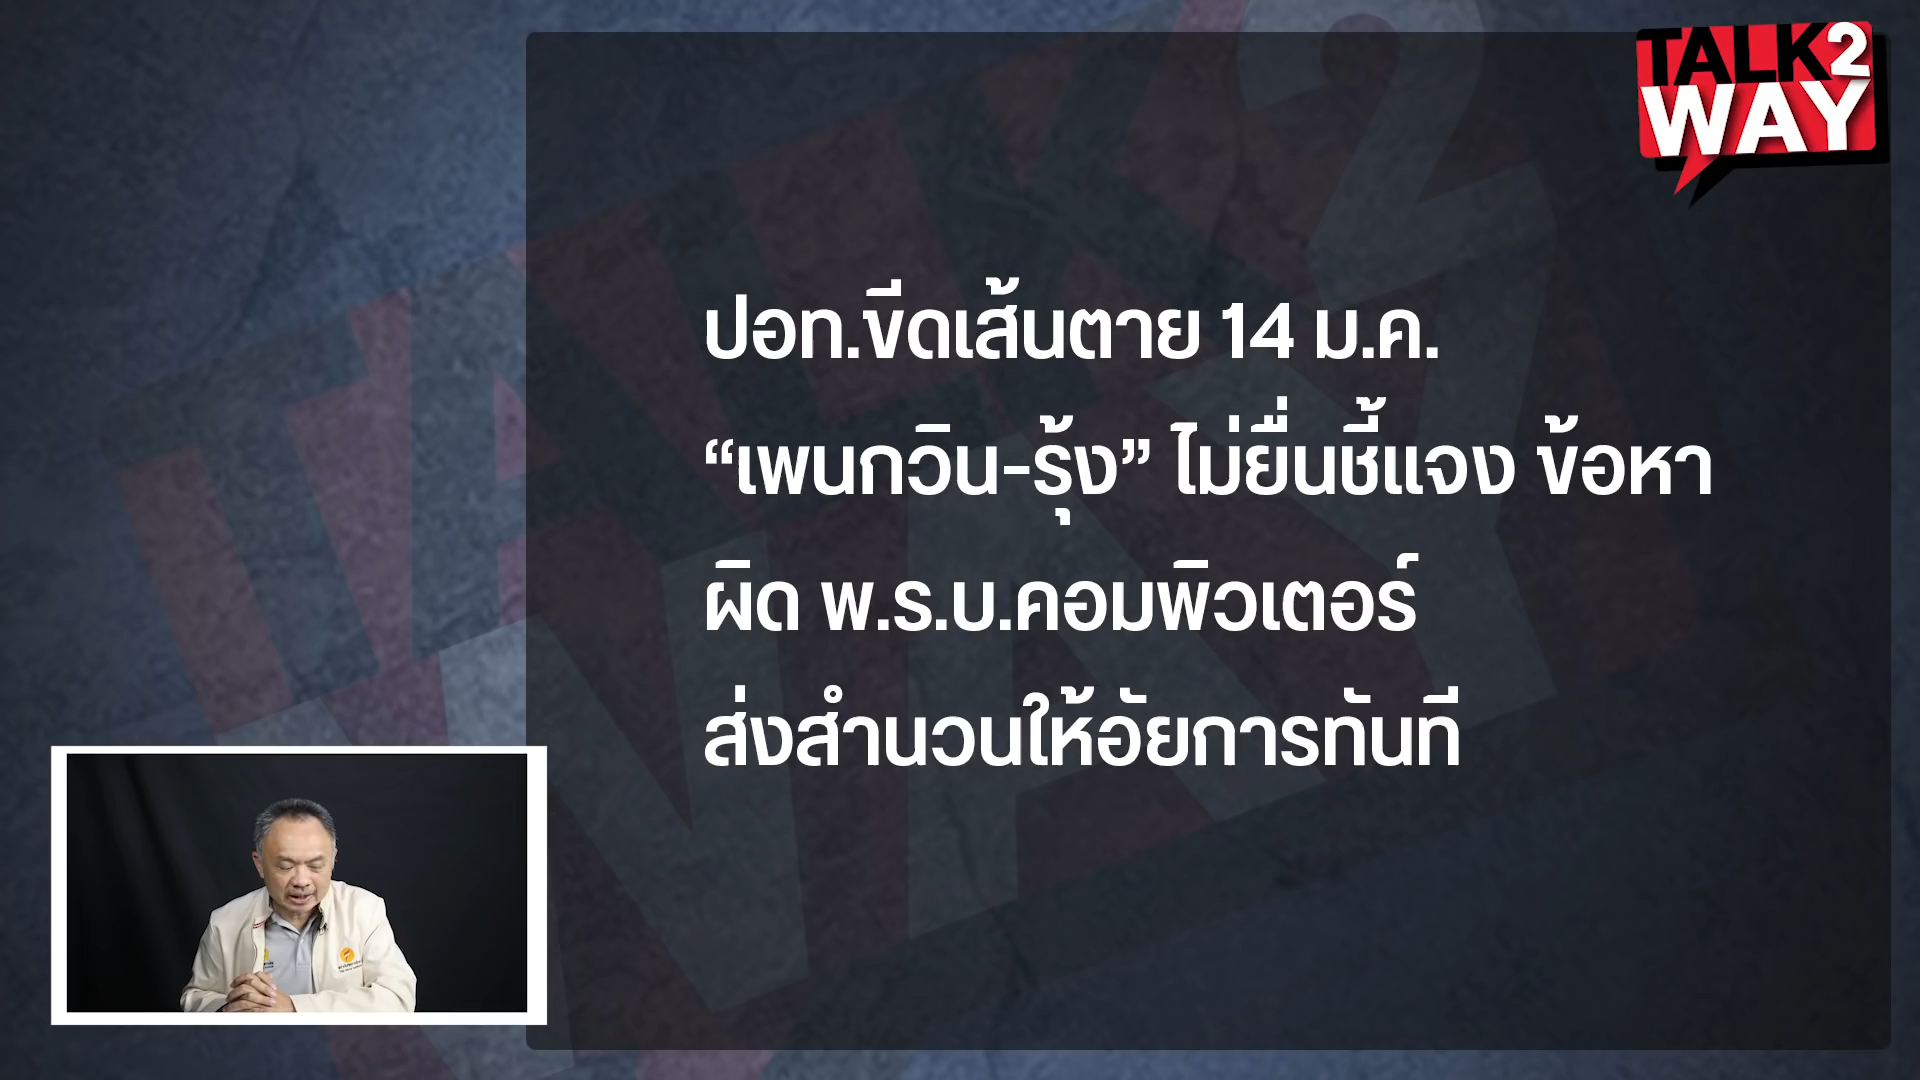 TALK2
WAY
ปอท.ขีดเส้นตาย 14 ม.ค.
“เพนกวิน-รุ้ง” ไม่ยื่นชี้แจง ข้อหา
ผิด พ.ร.บ.คอมพิวเตอร์
ส่งสำนวนให้อัยการทันที